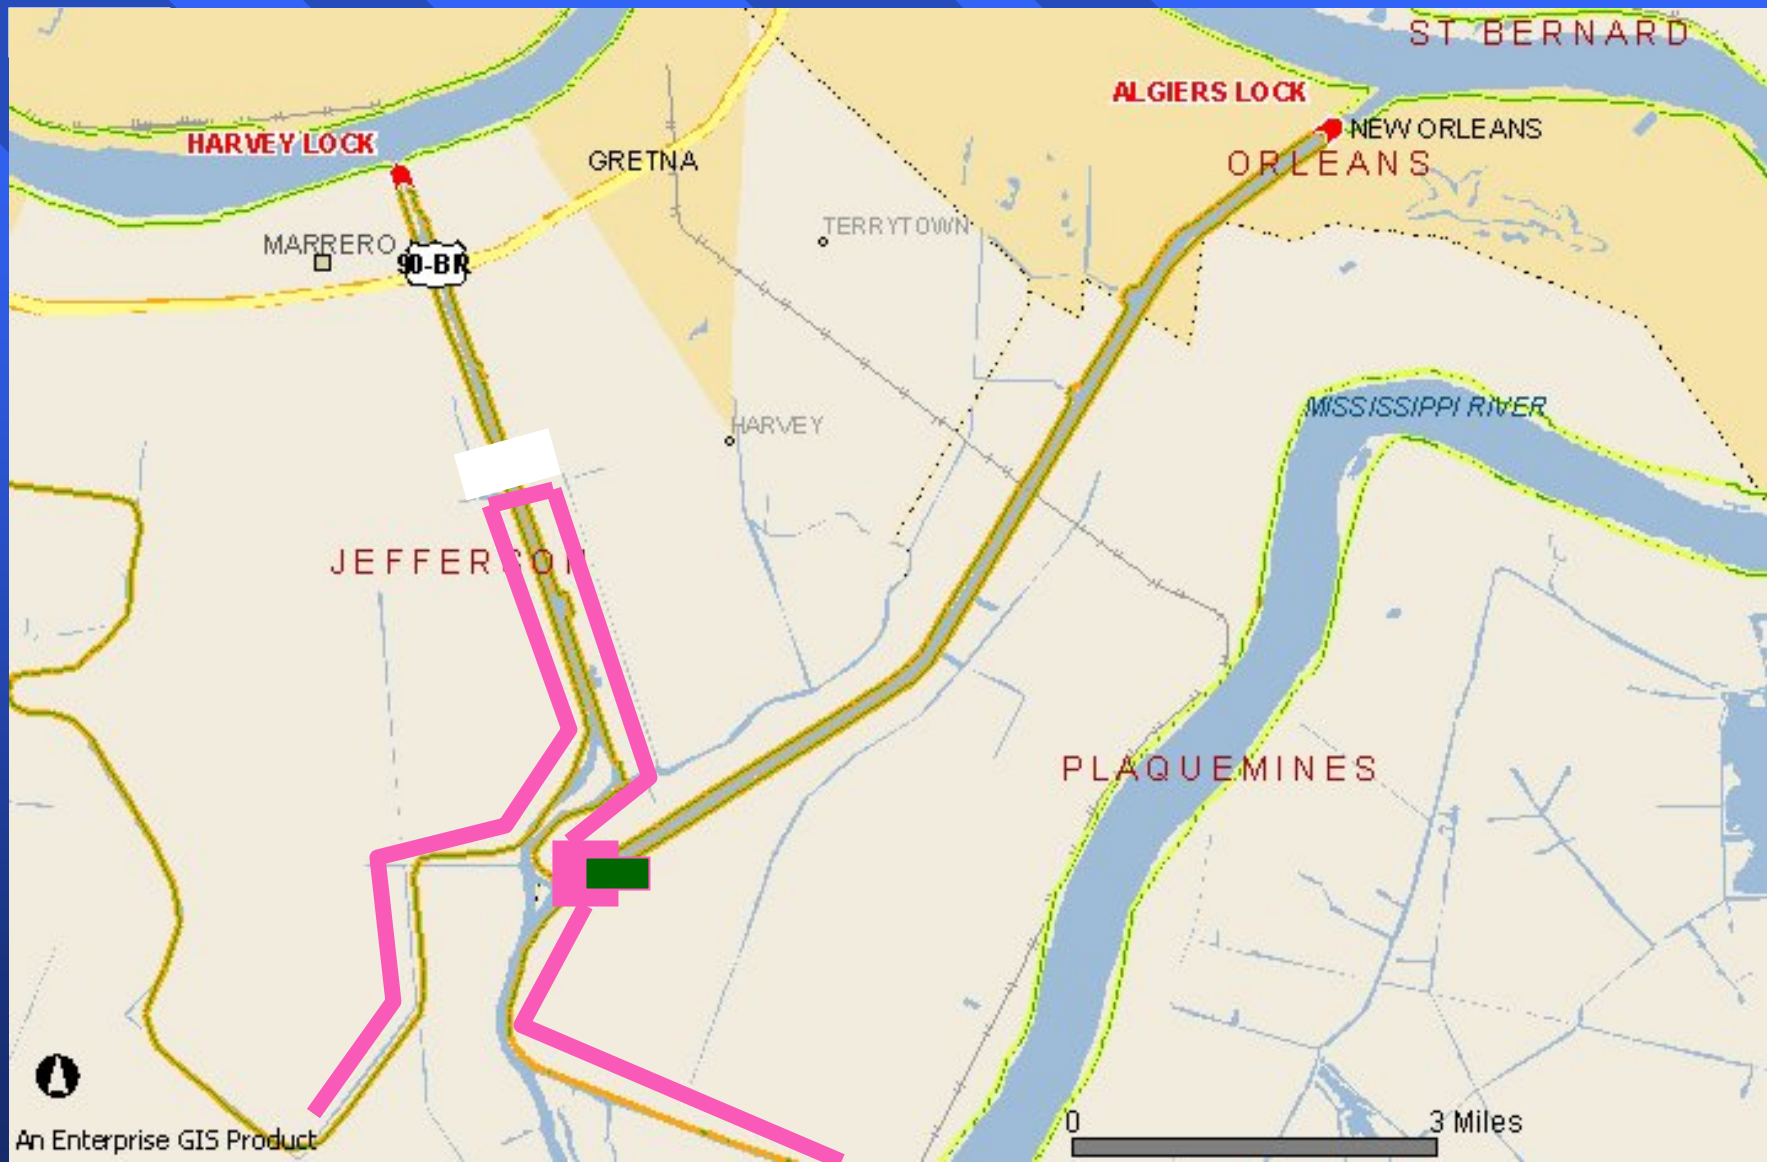 ST BERNARD
ALGIERS LOCK
NEW ORLEANS
HARVEY LOCK
GRETNA
ORLEANS
TERRYTOWN
MARRERO
90-BR
MISSISSIPPI RIVER
HARVEY
JEFFERSON
PLAQUEMINES
0
3 Miles
An Enterprise GIS Product